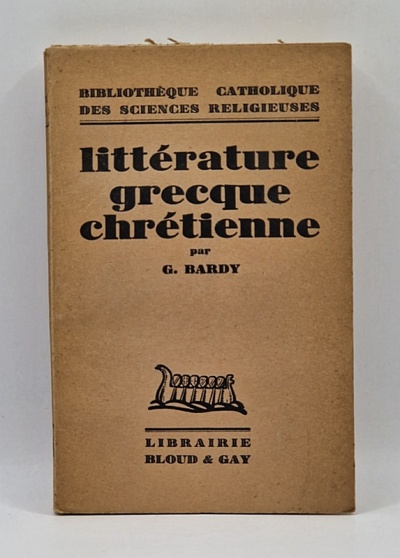 BIBLIOTHÈQUE CATHOLIQUE
DES SCIENCES RELIGIEUSES
littérature
grecque
chrétienne
par
G. BARDY
LIBRAIRIE
BLOUD & GAY